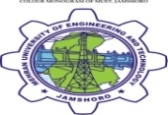 COLOUR MONOGRAM OF MUET, JAMSHORO
MEHRAN UNIVERSITY OF ENGINEERING AND TECHNOLOGY
JAMSHORO